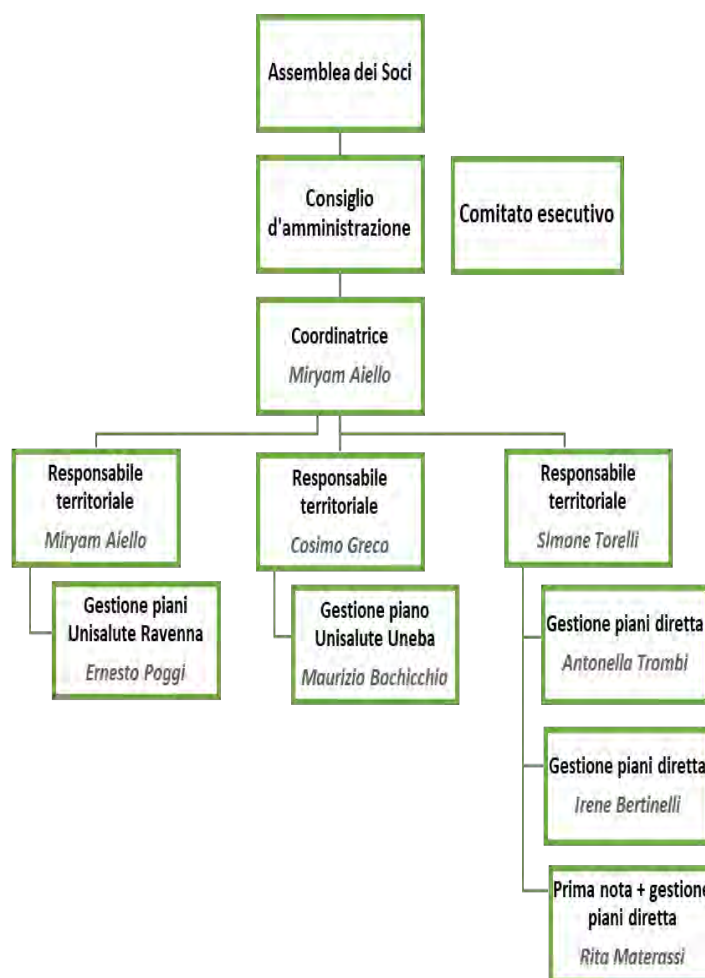 Assemblea dei Soci
Consiglio
d'amministrazione
Comitato esecutivo
Coordinatrice
Miryam Aiello
Responsabile
territoriale
Miryam Aiello
Responsabile
territoriale
Cosimo Greco
Responsabile
territoriale
Simone Torelli
Gestione piani
Unisalute Ravenna
Ernesto Poggi
Gestione piano
Unisalute Uneba
Maurizio Bochicchio
Gestione piani diretta
Antonella Trombi
Gestione piani diretta
Irene Bertinelli
Prima nota + gestione
piani diretta
Rita Materassi